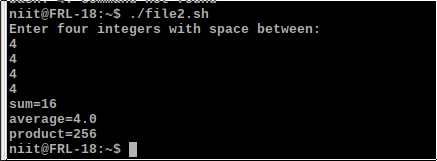 niit@FRL-18:~$ ./file2.sh
Enter four integers with space between:
4
4
4
4
sum=16
average=4.0
product=256
niit@FRL-18:~$